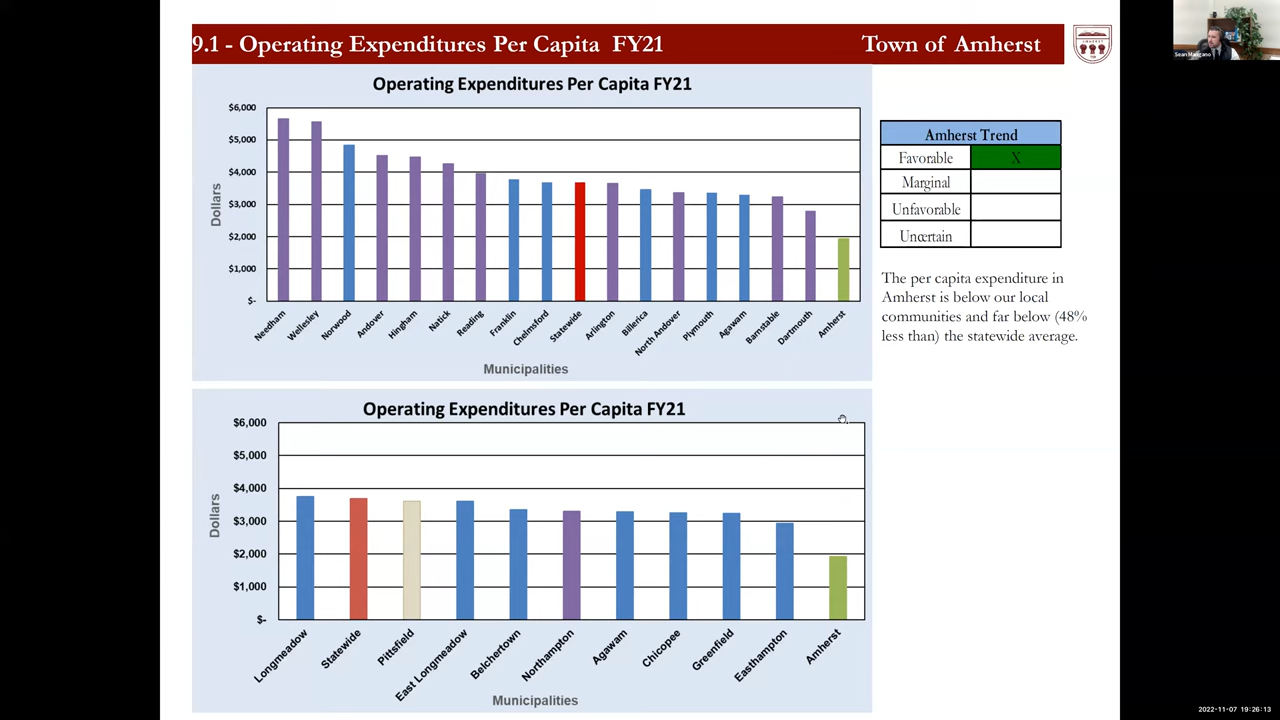 9.1 - Operating Expenditures Per Capita FY21
Town of Amherst
AMHERST
Sean Mangano
Operating Expenditures Per Capita FY21
$6,000
$5,000
$4,000
$3,000
$2,000
$1,000
$-
Dollars
Needham
Wellesley
Norwood
Andover
Hingham
Natick
Reading
Franklin
Chelmsford
Statewide
Arlington
Billerica
North Andover
Plymouth
Agawam
Barnstable
Dartmouth
Amherst
Municipalities
Amherst Trend
Favorable X
Marginal
Unfavorable
Uncertain
The per capita expenditure in
Amherst is below our local
communities and far below (48%
less than) the statewide average.
Operating Expenditures Per Capita FY21
$6,000
$5,000
$4,000
$3,000
$2,000
$1,000
$-
Dollars
Longmeadow
Statewide
Pittsfield
East Longmeadow
Belchertown
Northampton
Agawam
Chicopee
Greenfield
Easthampton
Amherst
Municipalities
2022-11-07 19:26:13